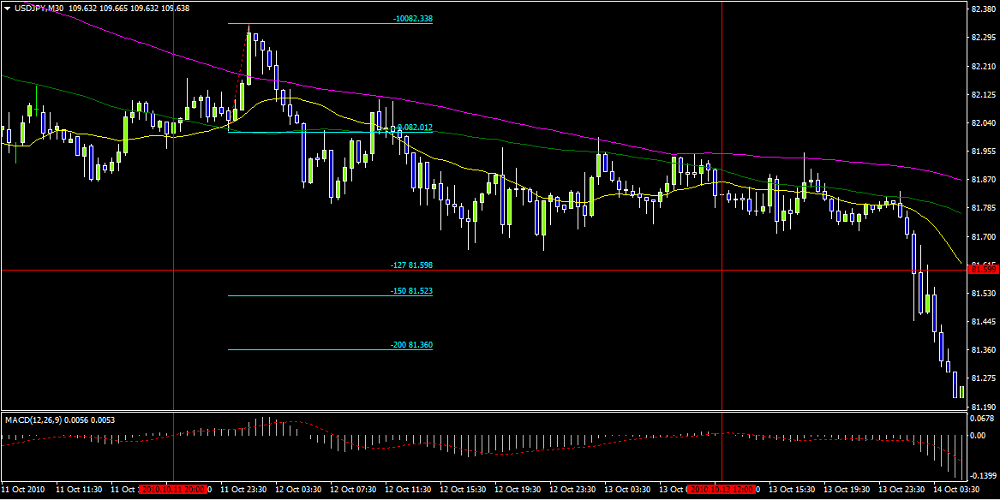 USDJPY,M30 109.632 109.665 109.632 109.638
-10082.338
82.012
-127 81.598
-150 81.523
-200 81.360
82.380
82.295
82.210
82.125
82.040
81.955
81.870
81.785
81.700
81.599
81.530
81.445
81.360
81.275
81.190
MACD(12,26,9) 0.0056 0.0053
0.0678
0.00
-0.1399
11 Oct 2010
11 Oct 11:30
11 Oct
2010.10.11 20:00
11 Oct 23:30
12 Oct 03:30
12 Oct 07:30
12 Oct 11:30
12 Oct 15:30
12 Oct 19:30
12 Oct 23:30
13 Oct 03:30
13 Oct
2010.10.13 12:00
13 Oct 15:30
13 Oct 19:30
13 Oct 23:30
14 Oct 03:30